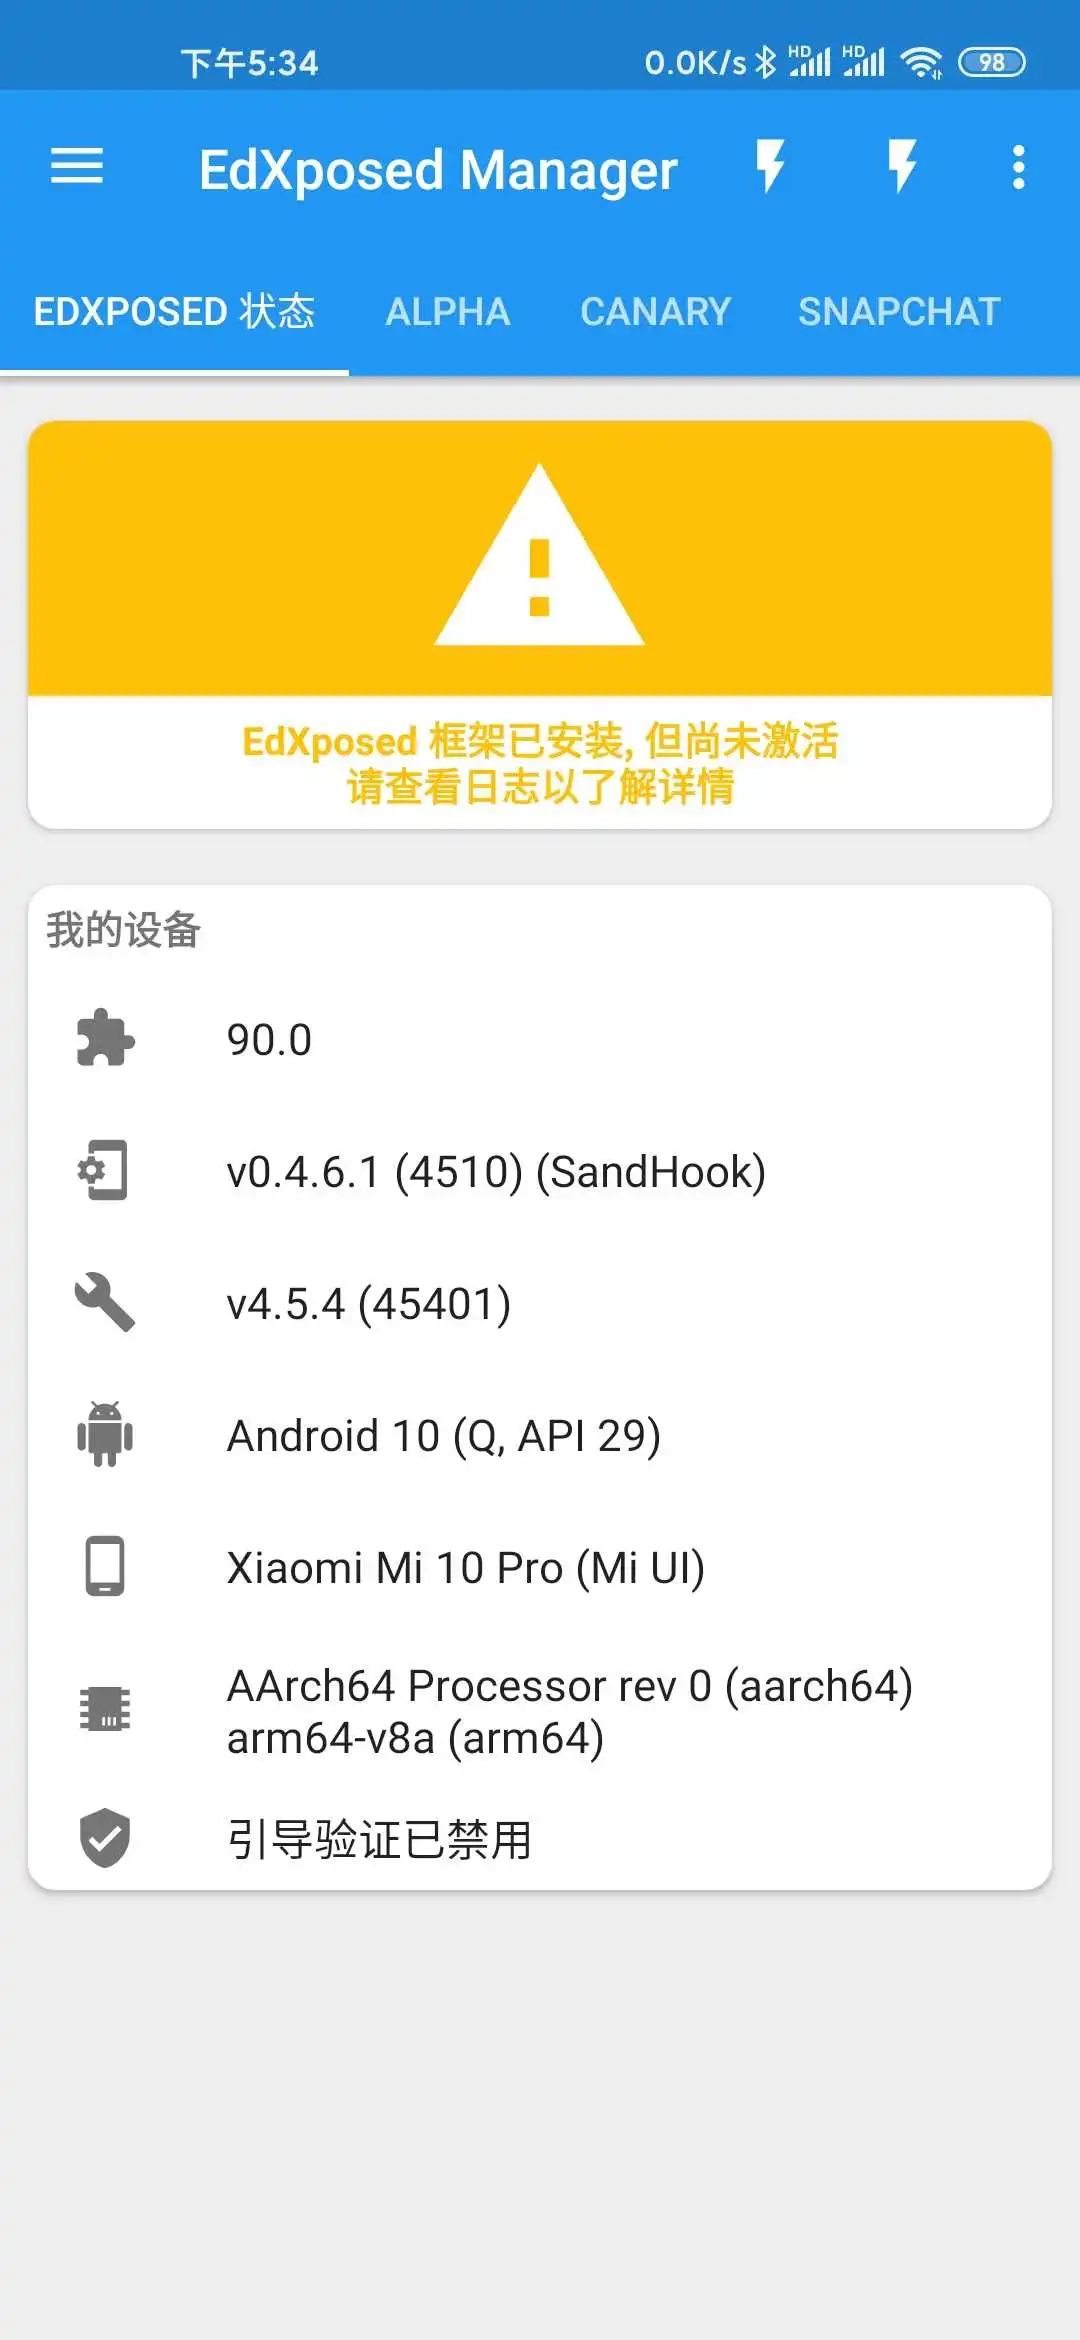 下午5:34
0.0K/s HD HD 98
EdXposed Manager
EDXPOSED 状态 ALPHA CANARY SNAPCHAT
EdXposed 框架已安装, 但尚未激活
请查看日志以了解详情
我的设备
90.0
v0.4.6.1 (4510) (SandHook)
v4.5.4 (45401)
Android 10 (Q, API 29)
Xiaomi Mi 10 Pro (Mi UI)
AArch64 Processor rev 0 (aarch64)
arm64-v8a (arm64)
引导验证已禁用